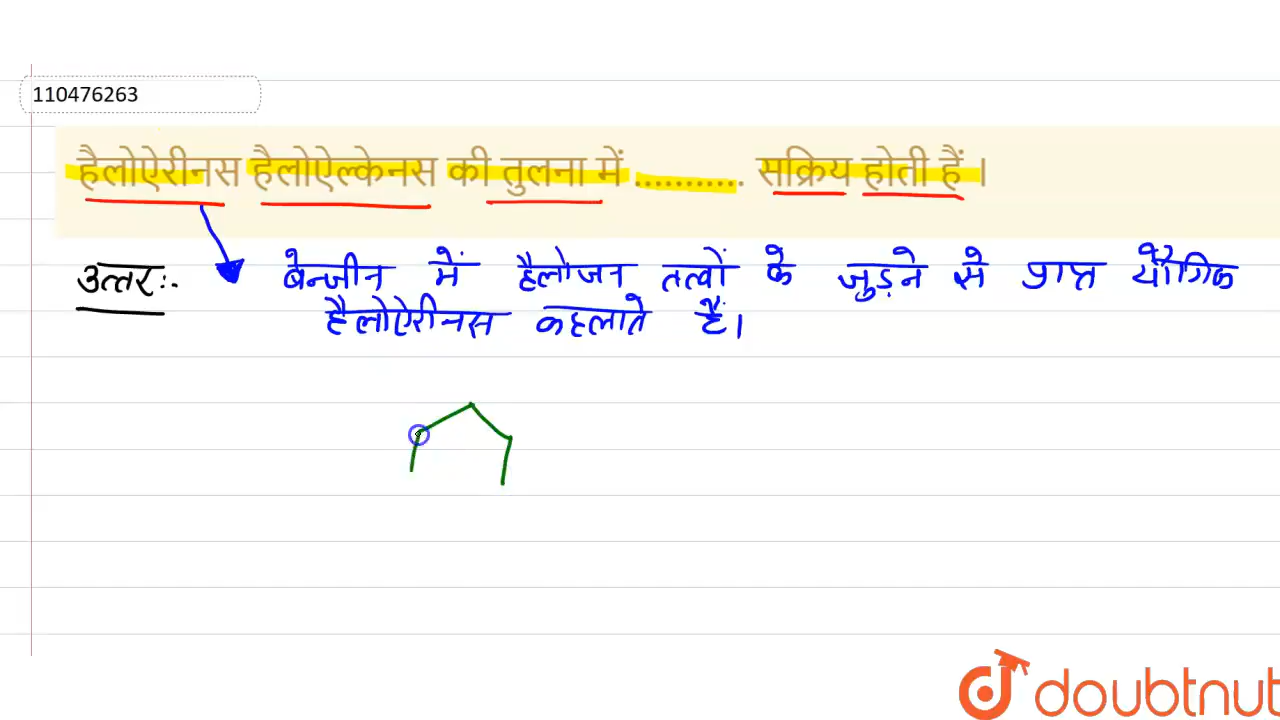 110476263
हैलोऐरीनस हैलोऐल्केनस की तुलना में ........... सक्रिय होती हैं ।
उत्तरः- बेन्जीन में हैलोजन तत्वों के जुड़ने से प्राप्त यौगिक
हैलोऐरीनस कहलाते हैं।
doubtnut